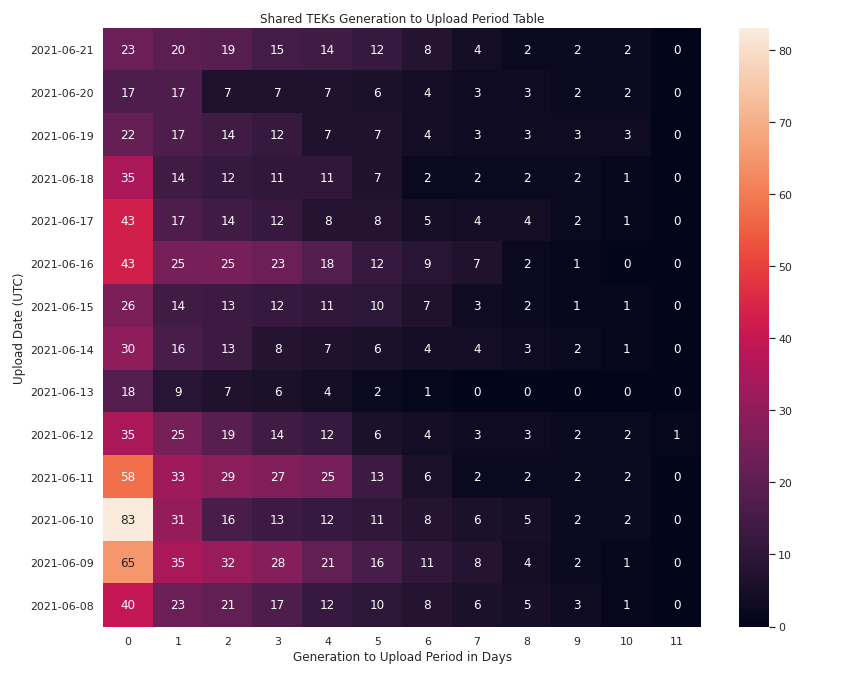 Shared TEKs Generation to Upload Period Table
Upload Date (UTC)
2021-06-21 23 20 19 15 14 12 8 4 2 2 2 0
2021-06-20 17 17 7 7 7 6 4 3 3 2 2 0
2021-06-19 22 17 14 12 7 7 4 3 3 3 3 0
2021-06-18 35 14 12 11 11 7 2 2 2 2 1 0
2021-06-17 43 17 14 12 8 8 5 4 4 2 1 0
2021-06-16 43 25 25 23 18 12 9 7 2 1 0 0
2021-06-15 26 14 13 12 11 10 7 3 2 1 1 0
2021-06-14 30 16 13 8 7 6 4 4 3 2 1 0
2021-06-13 18 9 7 6 4 2 1 0 0 0 0 0
2021-06-12 35 25 19 14 12 6 4 3 3 2 2 1
2021-06-11 58 33 29 27 25 13 6 2 2 2 2 0
2021-06-10 83 31 16 13 12 11 8 6 5 2 2 0
2021-06-09 65 35 32 28 21 16 11 8 4 2 1 0
2021-06-08 40 23 21 17 12 10 8 6 5 3 1 0
0 1 2 3 4 5 6 7 8 9 10 11
Generation to Upload Period in Days
80
70
60
50
40
30
20
10
0